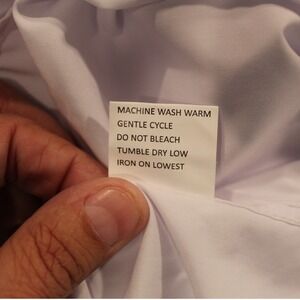 MACHINE WASH WARM
GENTLE CYCLE
DO NOT BLEACH
TUMBLE DRY LOW
IRON ON LOWEST